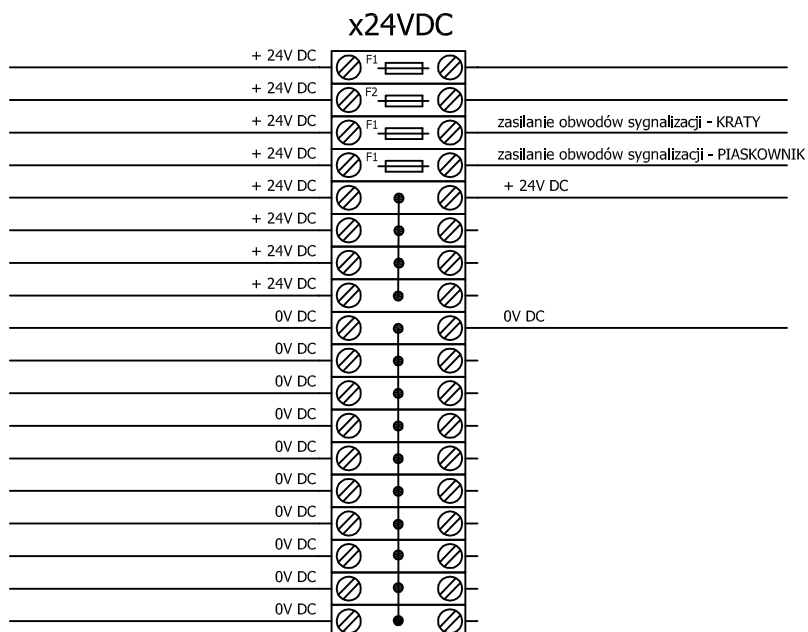 x24VDC
+ 24V DC F1
+ 24V DC F2
+ 24V DC F1 zasilanie obwodów sygnalizacji - KRATY
+ 24V DC F1 zasilanie obwodów sygnalizacji - PIASKOWNIK
+ 24V DC + 24V DC
+ 24V DC
+ 24V DC
+ 24V DC
0V DC 0V DC
0V DC
0V DC
0V DC
0V DC
0V DC
0V DC
0V DC
0V DC
0V DC